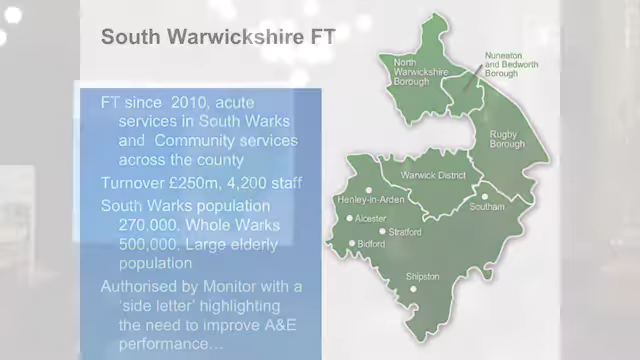 South Warwickshire FT
FT since 2010, acute
services in South Warks
and Community services
across the county
Turnover £250m, 4,200 staff
South Warks population
270,000. Whole Warks
500,000. Large elderly
population
Authorised by Monitor with a
‘side letter’ highlighting
the need to improve A&E
performance…
North
Warwickshire
Borough
Nuneaton
and Bedworth
Borough
Rugby
Borough
Warwick District
Henley-in-Arden
Southam
Alcester
Stratford
Bidford
Shipston